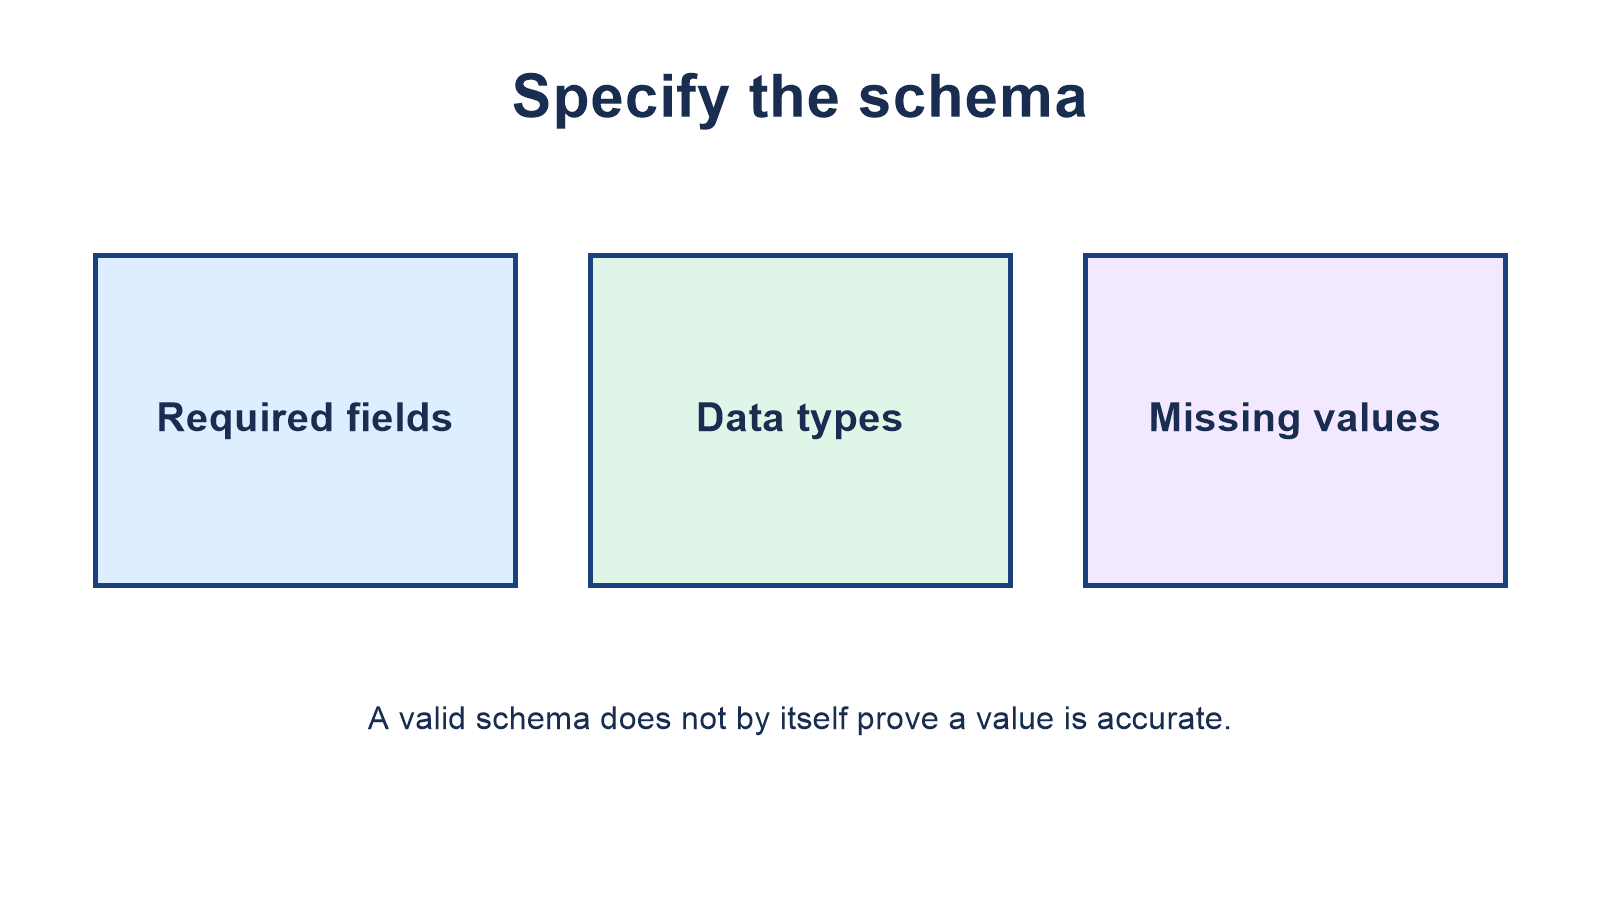 Specify the schema
Required fields
Data types
Missing values
A valid schema does not by itself prove a value is accurate.